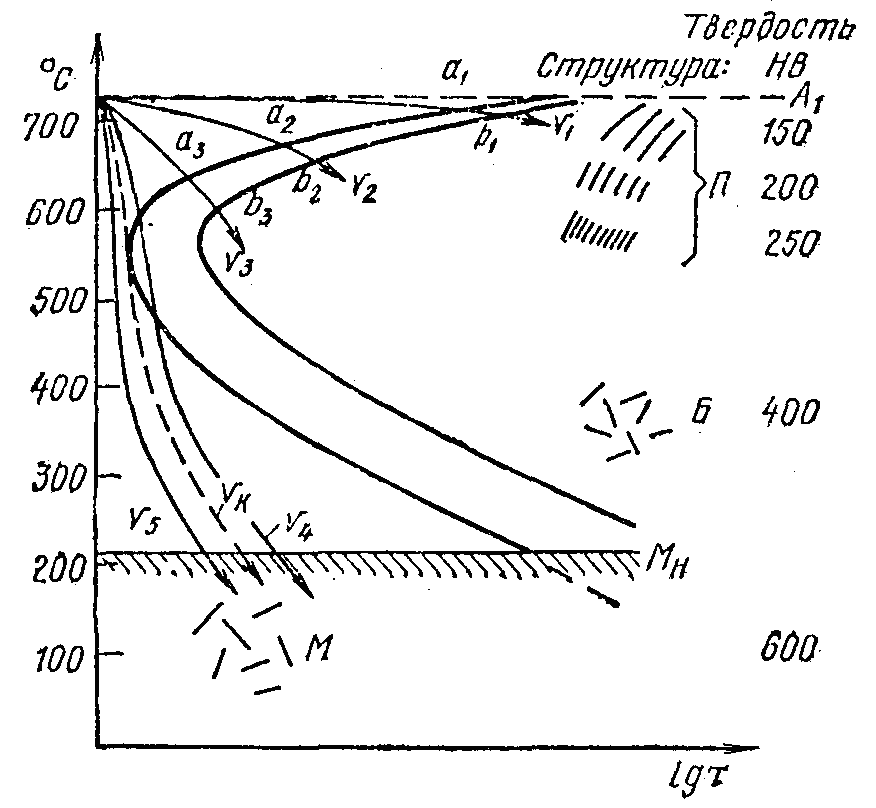 Твердость
°C
Структура: НВ
a₁
A₁
700
a₂
b₁
V₁
150
a₃
b₂
V₂
П
200
600
b₃
V₃
250
500
400
Б
400
300
Vк
V₅
V₄
200
Mн
100
М
600
lgτ